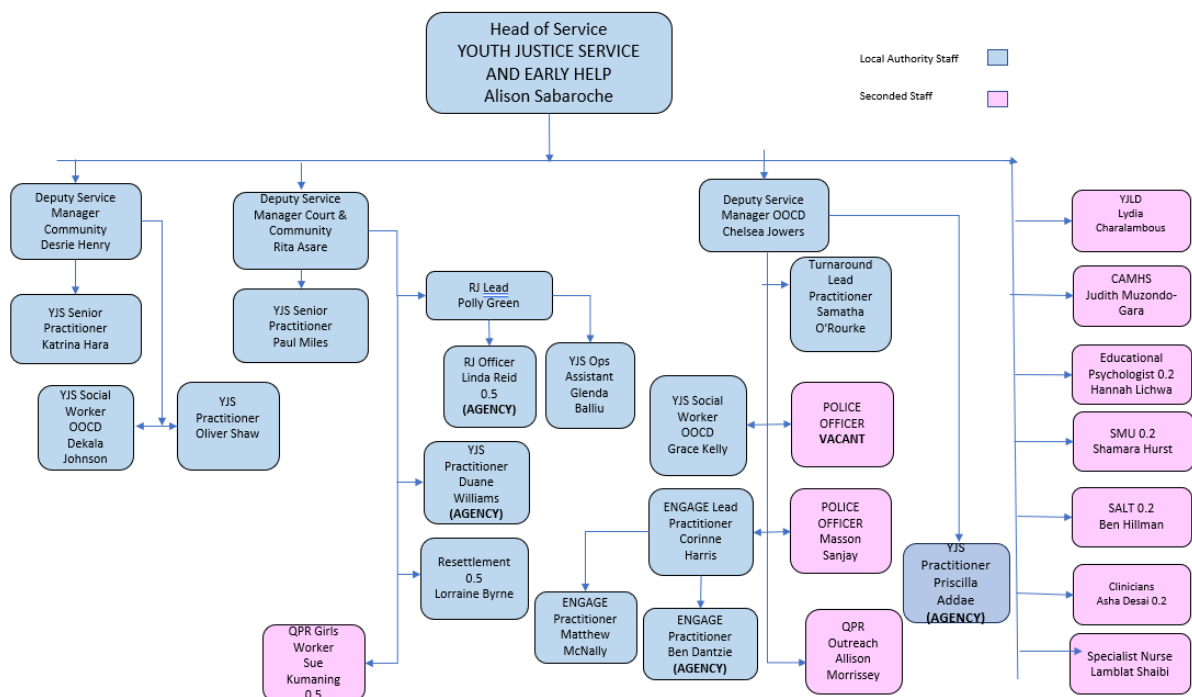 Head of Service
YOUTH JUSTICE SERVICE
AND EARLY HELP
Alison Sabaroche
Local Authority Staff
Seconded Staff
Deputy Service
Manager
Community
Desrie Henry
YJS Senior
Practitioner
Katrina Hara
YJS Social
Worker
OOCD
Dekala
Johnson
YJS
Practitioner
Oliver Shaw
Deputy Service
Manager Court &
Community
Rita Asare
YJS Senior
Practitioner
Paul Miles
RJ Lead
Polly Green
RJ Officer
Linda Reid
0.5
(AGENCY)
YJS Ops
Assistant
Glenda
Balliu
YJS
Practitioner
Duane
Williams
(AGENCY)
Resettlement
0.5
Lorraine Byrne
QPR Girls
Worker
Sue
Kumaning
0.5
Deputy Service
Manager OOCD
Chelsea Jowers
Turnaround
Lead
Practitioner
Samatha
O'Rourke
YJS Social
Worker
OOCD
Grace Kelly
POLICE
OFFICER
VACANT
ENGAGE Lead
Practitioner
Corinne
Harris
POLICE
OFFICER
Masson
Sanjay
ENGAGE
Practitioner
Matthew
McNally
ENGAGE
Practitioner
Ben Dantzie
(AGENCY)
QPR
Outreach
Allison
Morrissey
YJS
Practitioner
Priscilla
Addae
(AGENCY)
YJLD
Lydia
Charalambous
CAMHS
Judith Muzondo-
Gara
Educational
Psychologist 0.2
Hannah Lichwa
SMU 0.2
Shamara Hurst
SALT 0.2
Ben Hillman
Clinicians
Asha Desai 0.2
Specialist Nurse
Lamblat Shaibi